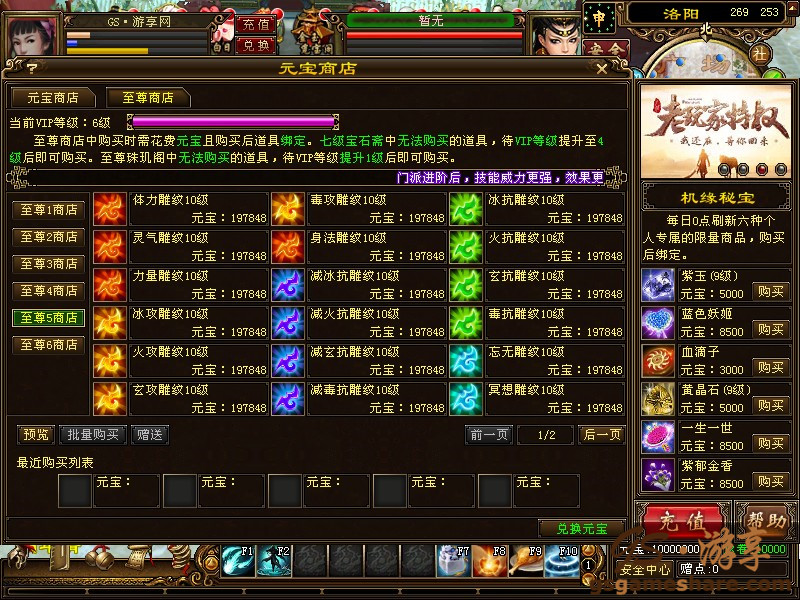 GS·游享网
充值
兑换
暂无
申
洛阳 269 253
北
安全
社
? 元宝商店 ×
元宝商店 至尊商店
当前VIP等级：6级
至尊商店中购买时需花费元宝且购买后道具绑定。七级宝石斋中无法购买的道具，待VIP等级提升至4
级后即可购买。至尊珠玑阁中无法购买的道具，待VIP等级提升1级后即可购买。
门派进阶后，技能威力更强，效果更
至尊1商店
至尊2商店
至尊3商店
至尊4商店
至尊5商店
至尊6商店
体力雕纹10级 毒攻雕纹10级 冰抗雕纹10级
元宝：197848 元宝：197848 元宝：197848
灵气雕纹10级 身法雕纹10级 火抗雕纹10级
元宝：197848 元宝：197848 元宝：197848
力量雕纹10级 减冰抗雕纹10级 玄抗雕纹10级
元宝：197848 元宝：197848 元宝：197848
冰攻雕纹10级 减火抗雕纹10级 毒抗雕纹10级
元宝：197848 元宝：197848 元宝：197848
火攻雕纹10级 减玄抗雕纹10级 忘无雕纹10级
元宝：197848 元宝：197848 元宝：197848
玄攻雕纹10级 减毒抗雕纹10级 冥想雕纹10级
元宝：197848 元宝：197848 元宝：197848
预览 批量购买 赠送 前一页 1/2 后一页
最近购买列表
元宝： 元宝： 元宝： 元宝： 元宝：
兑换元宝
老玩家特权
我还在，等你回来
机缘秘宝
每日0点刷新六种个
人专属的限量商品，购买
后绑定。
紫玉(9级)
元宝：5000 购买
蓝色妖姬
元宝：8500 购买
血滴子
元宝：3000 购买
黄晶石(9级)
元宝：5000 购买
一生一世
元宝：8500 购买
紫郁金香
元宝：8500 购买
充值 帮助
F1 F2 F7 F8 F9 F10
1
安全中心 赠点:0
游享
gsgameshare.com